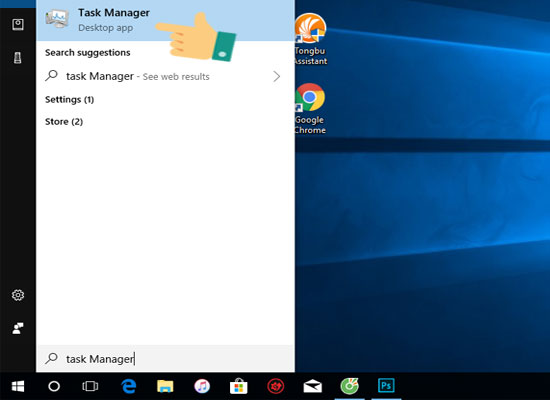 Task Manager
Desktop app
Search suggestions
task Manager - See web results
Settings (1)
Store (2)
task Manager
Tongbu
Assistant
Google
Chrome
Ps